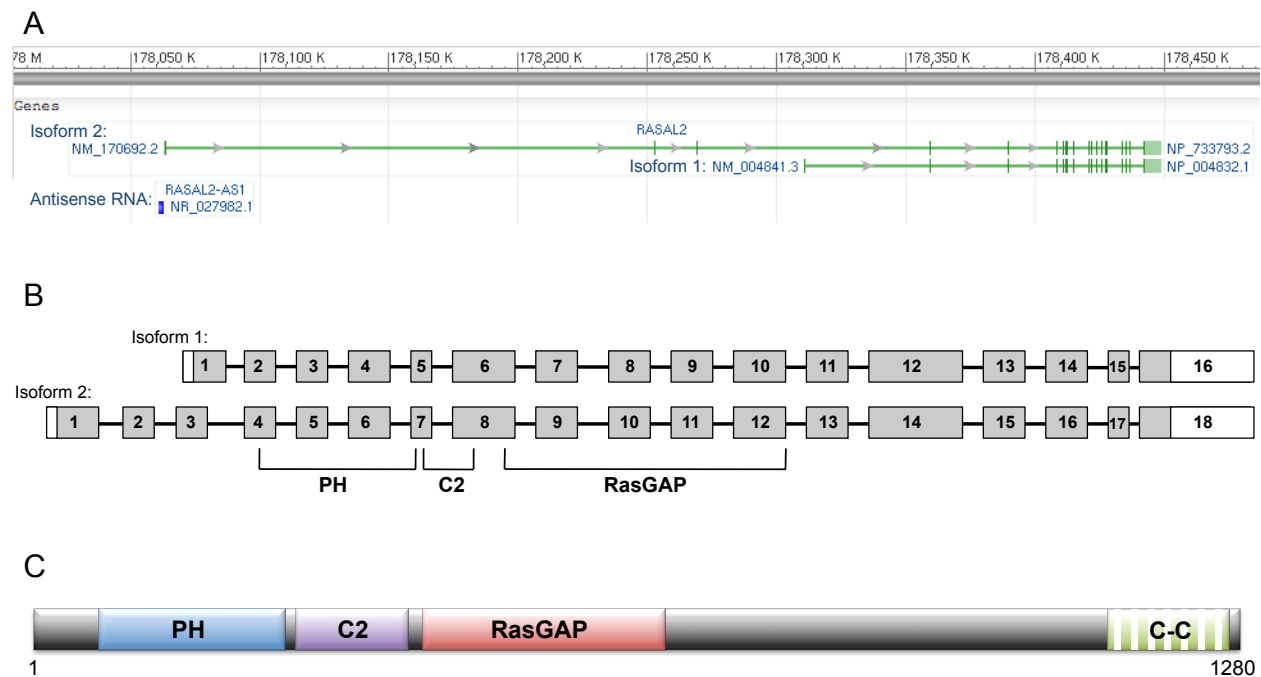 A
78 M 178,050 K 178,100 K 178,150 K 178,200 K 178,250 K 178,300 K 178,350 K 178,400 K 178,450 K
Genes
Isoform 2:
RASAL2
NM_170692.2 NP_733793.2
Isoform 1: NM_004841.3 NP_004832.1
RASAL2-AS1
Antisense RNA: NR_027982.1
B
Isoform 1:
1 2 3 4 5 6 7 8 9 10 11 12 13 14 15 16
Isoform 2:
1 2 3 4 5 6 7 8 9 10 11 12 13 14 15 16 17 18
PH C2 RasGAP
C
PH C2 RasGAP C-C
1 1280